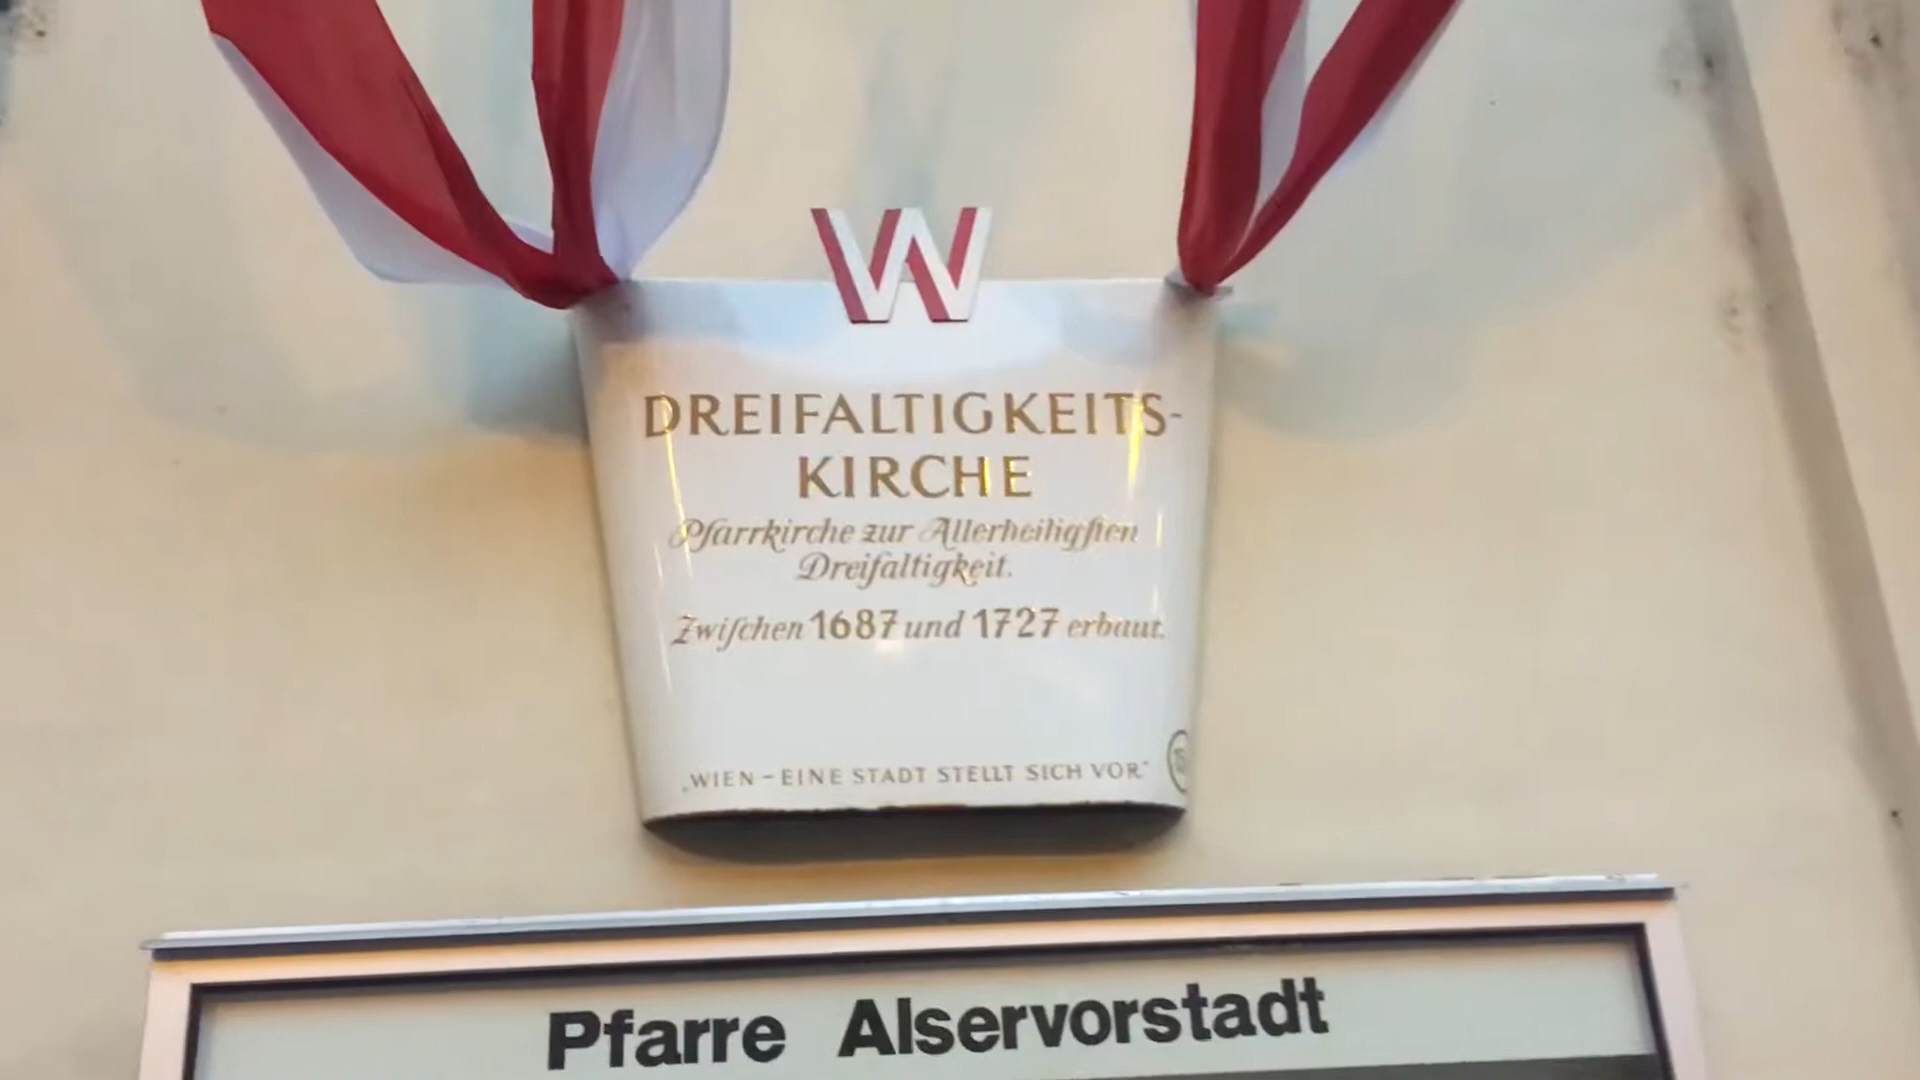 W
DREIFALTIGKEITS-
KIRCHE
Pfarrkirche zur Allerheiligſten
Dreifaltigkeit.
Zwiſchen 1687 und 1727 erbaut.
„WIEN – EINE STADT STELLT SICH VOR"
Pfarre Alservorstadt